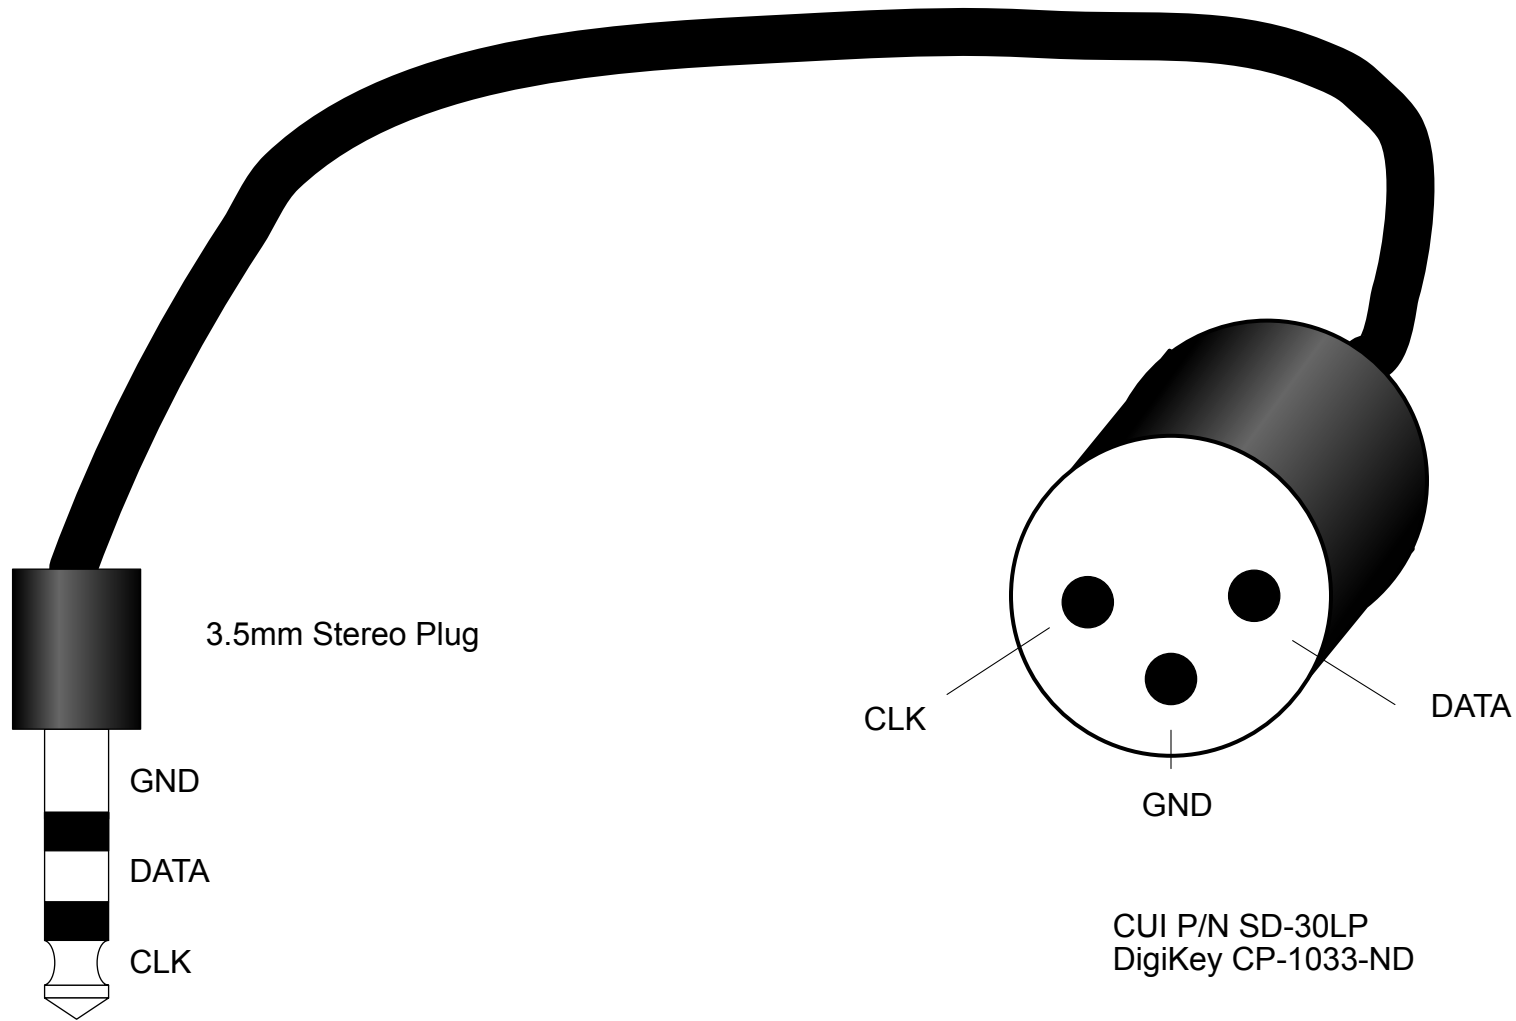 3.5mm Stereo Plug
GND
DATA
CLK
CLK
DATA
GND
CUI P/N SD-30LP
DigiKey CP-1033-ND